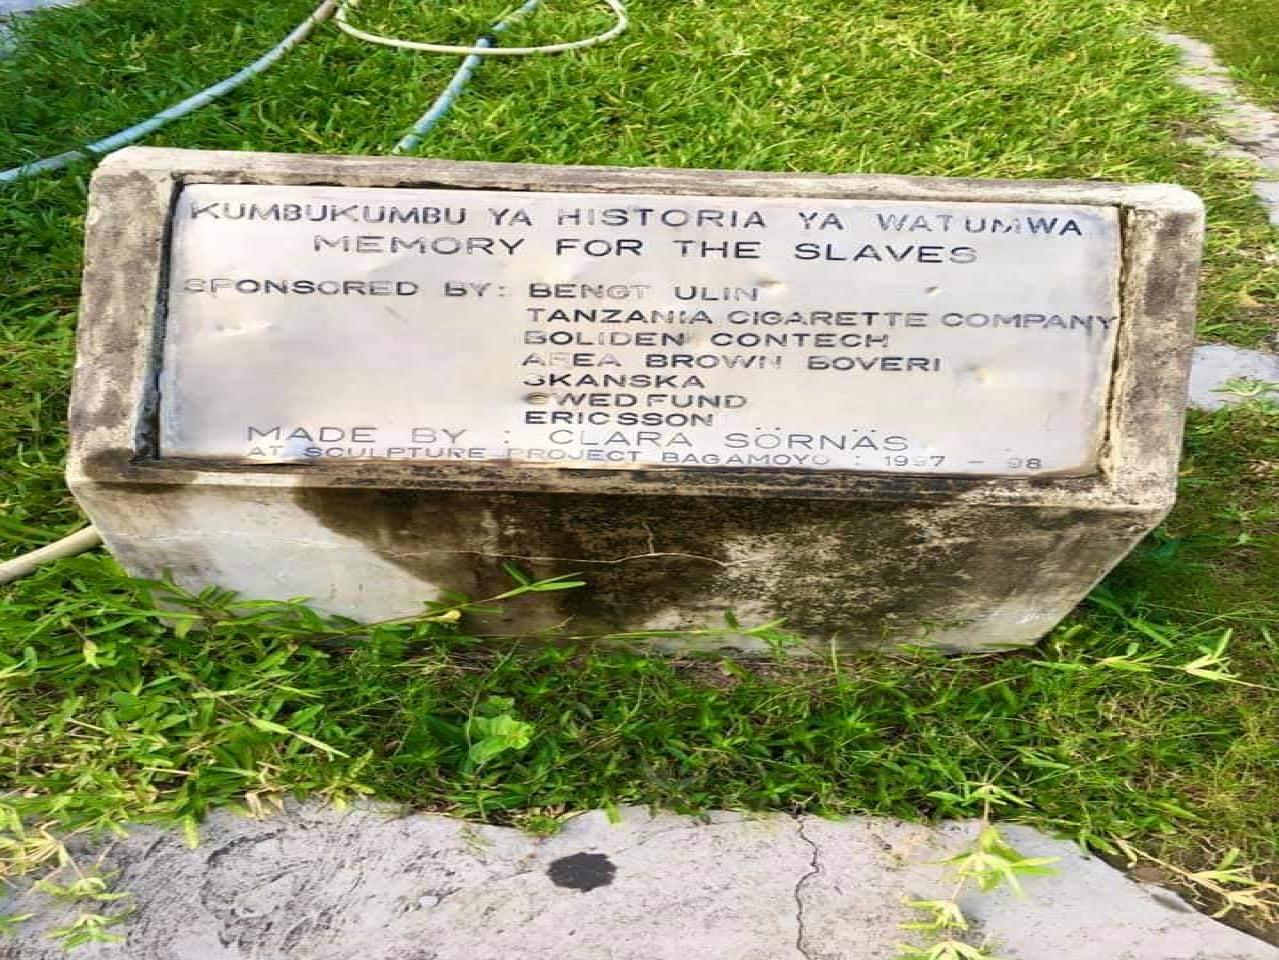 KUMBUKUMBU YA HISTORIA YA WATUMWA
MEMORY FOR THE SLAVES
SPONSORED BY: BENGT ULIN
TANZANIA CIGARETTE COMPANY
BOLIDEN CONTECH
ASEA BROWN BOVERI
SKANSKA
SWEDFUND
ERICSSON
MADE BY : CLARA SÖRNÄS
AT SCULPTURE PROJECT BAGAMOYO : 1997 - 98